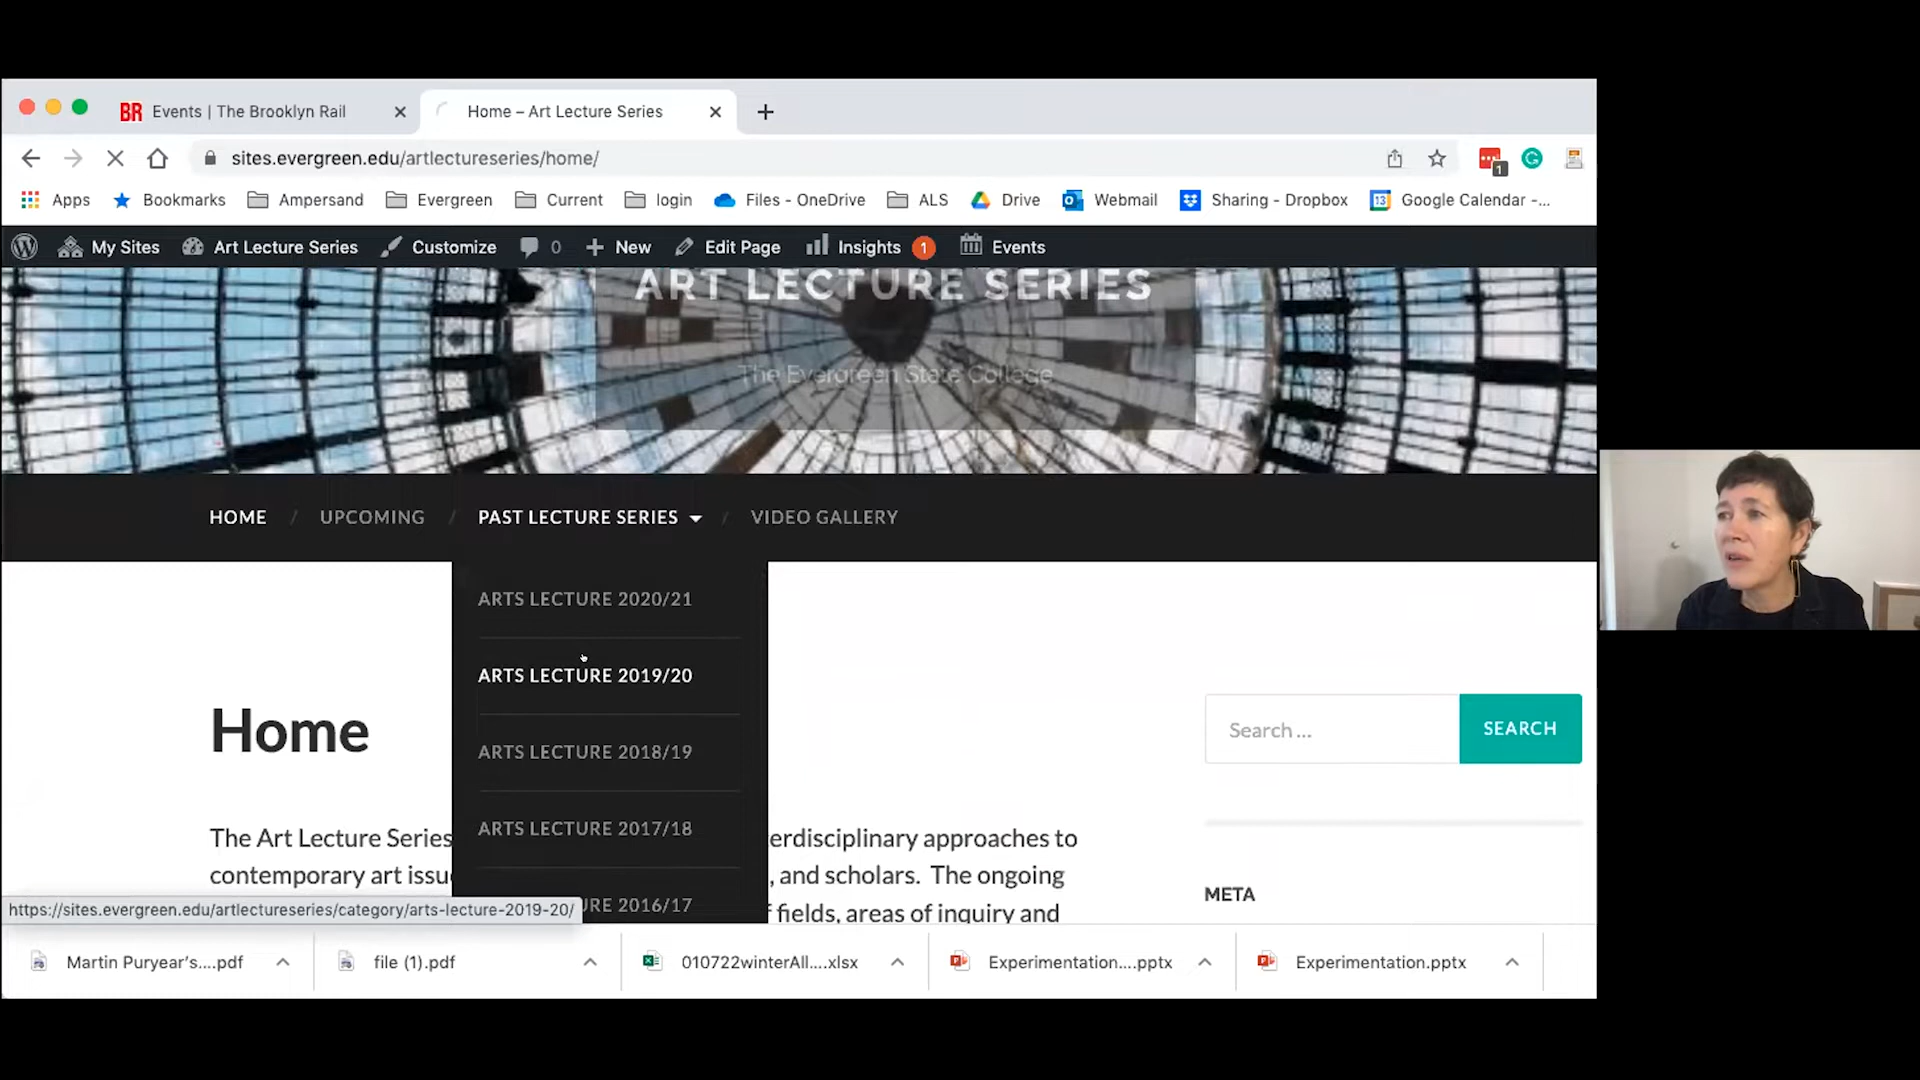 BR Events | The Brooklyn Rail
Home – Art Lecture Series
sites.evergreen.edu/artlectureseries/home/
1
Apps Bookmarks Ampersand Evergreen Current login Files - OneDrive ALS Drive Webmail Sharing - Dropbox 13 Google Calendar -...
My Sites Art Lecture Series Customize 0 New Edit Page Insights 1 Events
ART LECTURE SERIES
The Evergreen State College
HOME / UPCOMING / PAST LECTURE SERIES / VIDEO GALLERY
ARTS LECTURE 2020/21
ARTS LECTURE 2019/20
ARTS LECTURE 2018/19
ARTS LECTURE 2017/18
URE 2016/17
Home
Search ...
SEARCH
The Art Lecture Series erdisciplinary approaches to
contemporary art issu , and scholars. The ongoing
f fields, areas of inquiry and
META
https://sites.evergreen.edu/artlectureseries/category/arts-lecture-2019-20/
Martin Puryear's....pdf
file (1).pdf
010722winterAll....xlsx
Experimentation....pptx
Experimentation.pptx